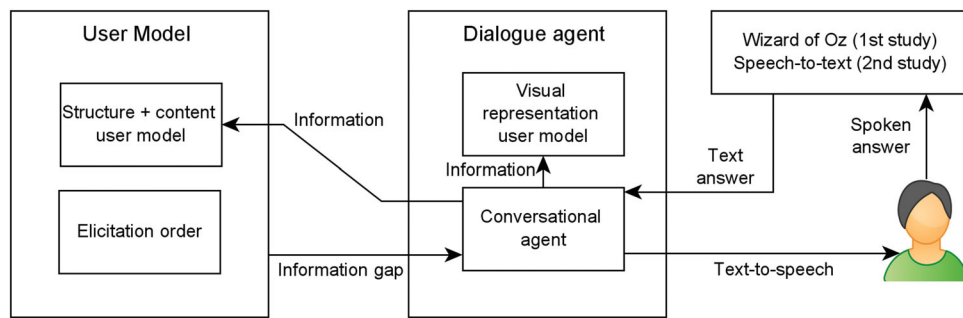 User Model
Structure + content
user model
Elicitation order
Information
Information gap
Dialogue agent
Visual
representation
user model
Information
Conversational
agent
Wizard of Oz (1st study)
Speech-to-text (2nd study)
Text
answer
Spoken
answer
Text-to-speech